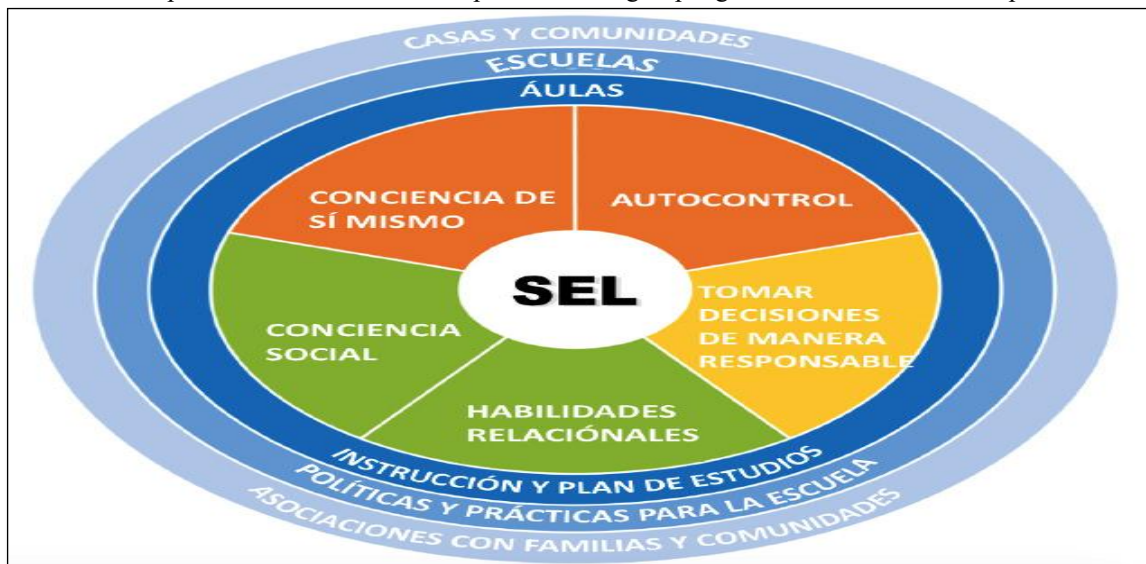 CASAS Y COMUNIDADES
ESCUELAS
ÁULAS
CONCIENCIA DE
SÍ MISMO
AUTOCONTROL
SEL
CONCIENCIA
SOCIAL
TOMAR
DECISIONES
DE MANERA
RESPONSABLE
HABILIDADES
RELACIÓNALES
INSTRUCCIÓN Y PLAN DE ESTUDIOS
POLÍTICAS Y PRÁCTICAS PARA LA ESCUELA
ASOCIACIONES CON FAMILIAS Y COMUNIDADES